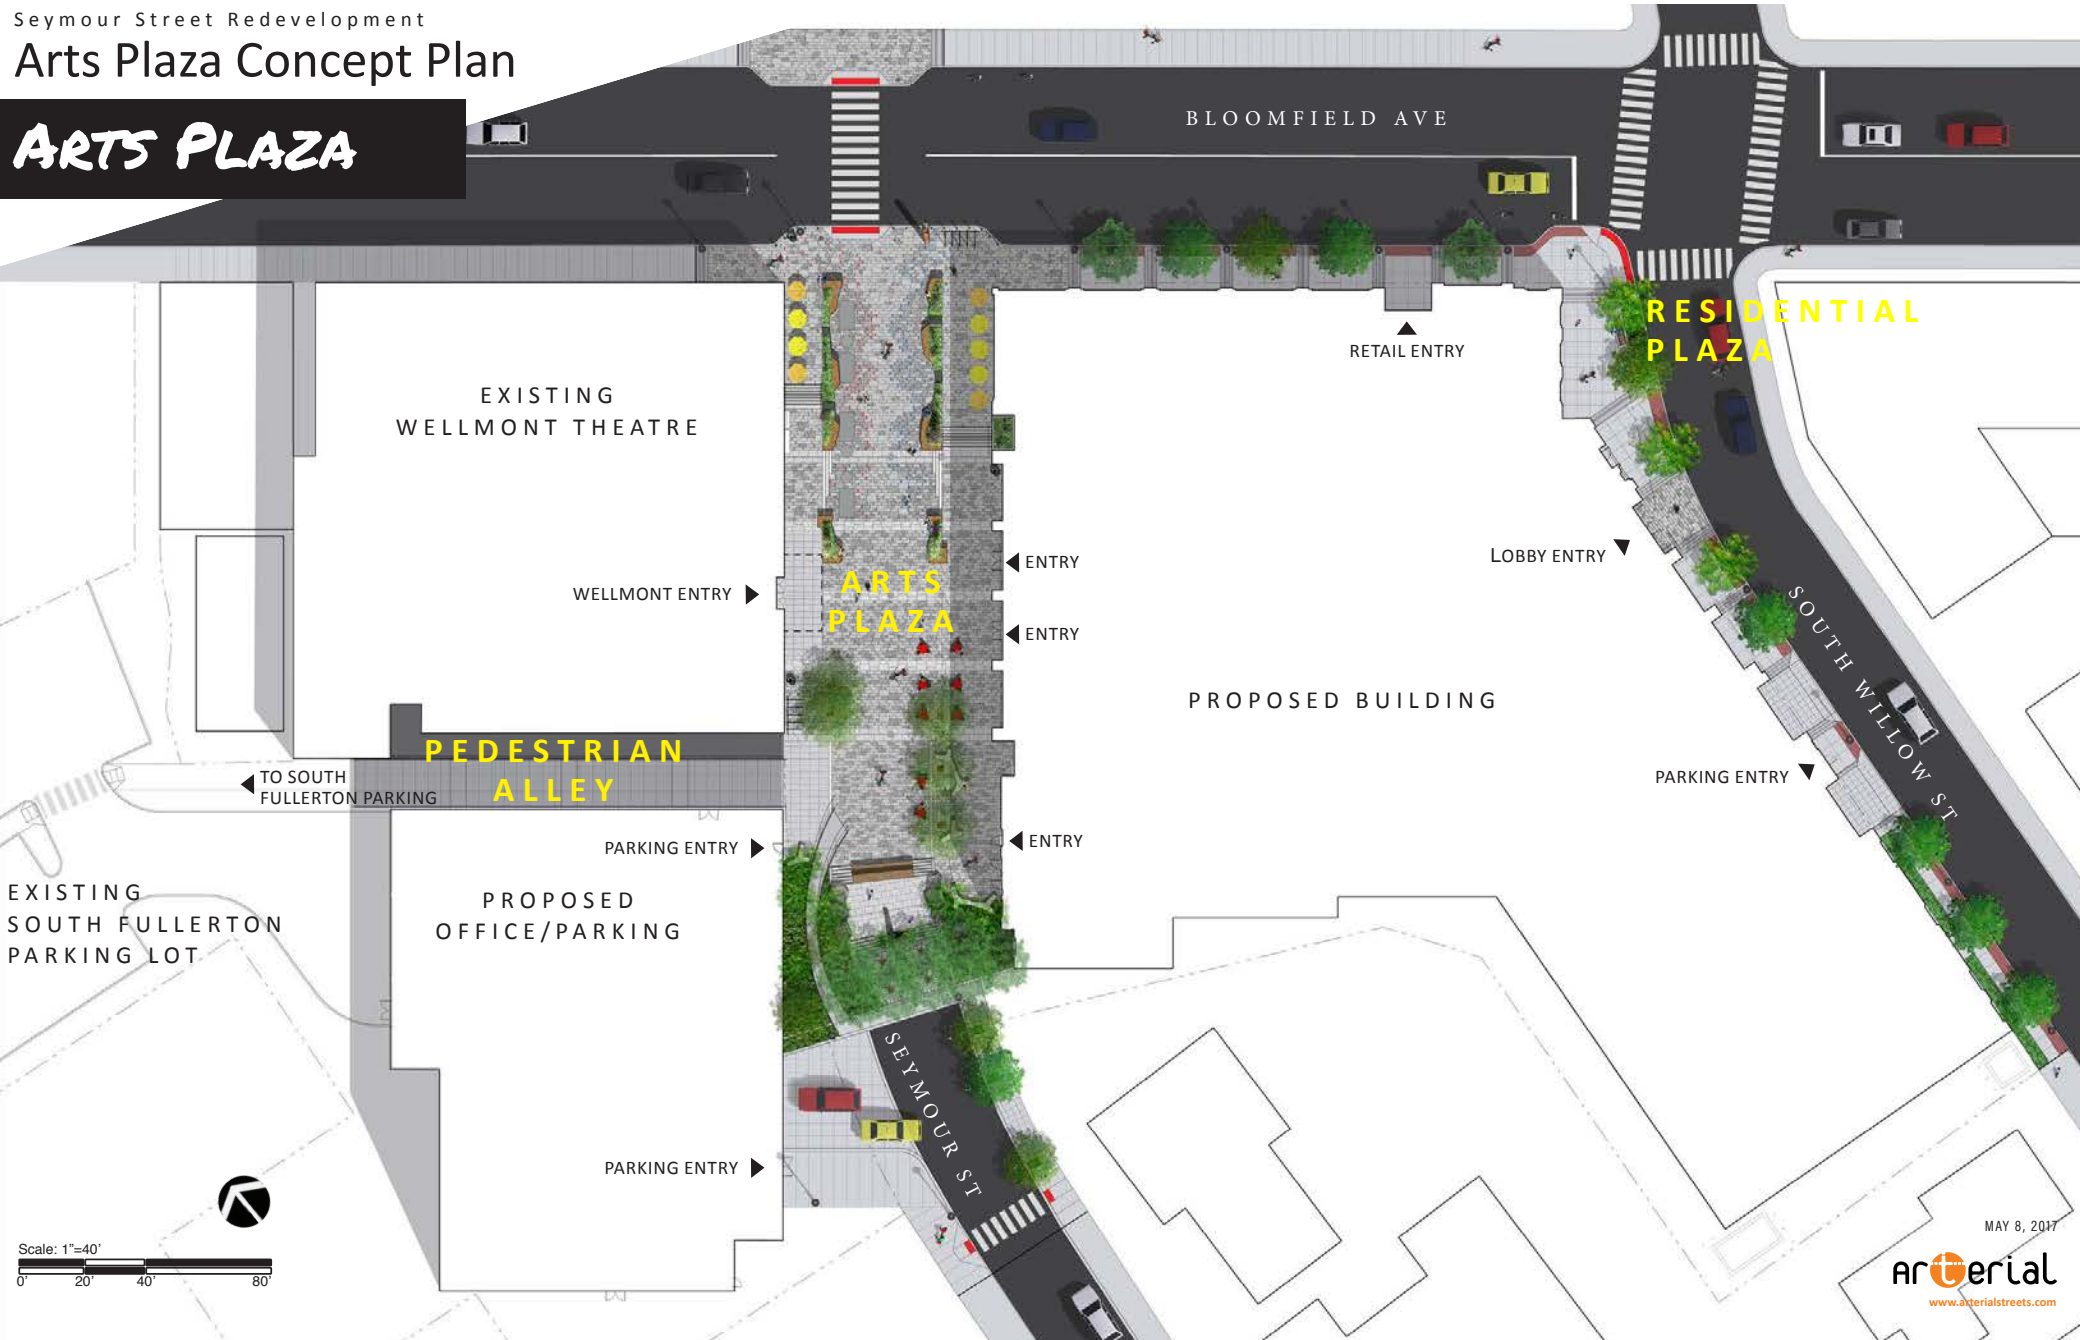 Seymour Street Redevelopment
Arts Plaza Concept Plan
ARTS PLAZA
BLOOMFIELD AVE
RESIDENTIAL
PLAZA
RETAIL ENTRY
EXISTING
WELLMONT THEATRE
LOBBY ENTRY
ENTRY
WELLMONT ENTRY
ARTS
PLAZA
ENTRY
SOUTH WILLOW ST
PROPOSED BUILDING
PEDESTRIAN
ALLEY
TO SOUTH
FULLERTON PARKING
PARKING ENTRY
PARKING ENTRY
ENTRY
EXISTING
SOUTH FULLERTON
PARKING LOT
PROPOSED
OFFICE/PARKING
SEYMOUR ST
PARKING ENTRY
Scale: 1"=40'
0' 20' 40' 80'
MAY 8, 2017
arterial
www.arterialstreets.com